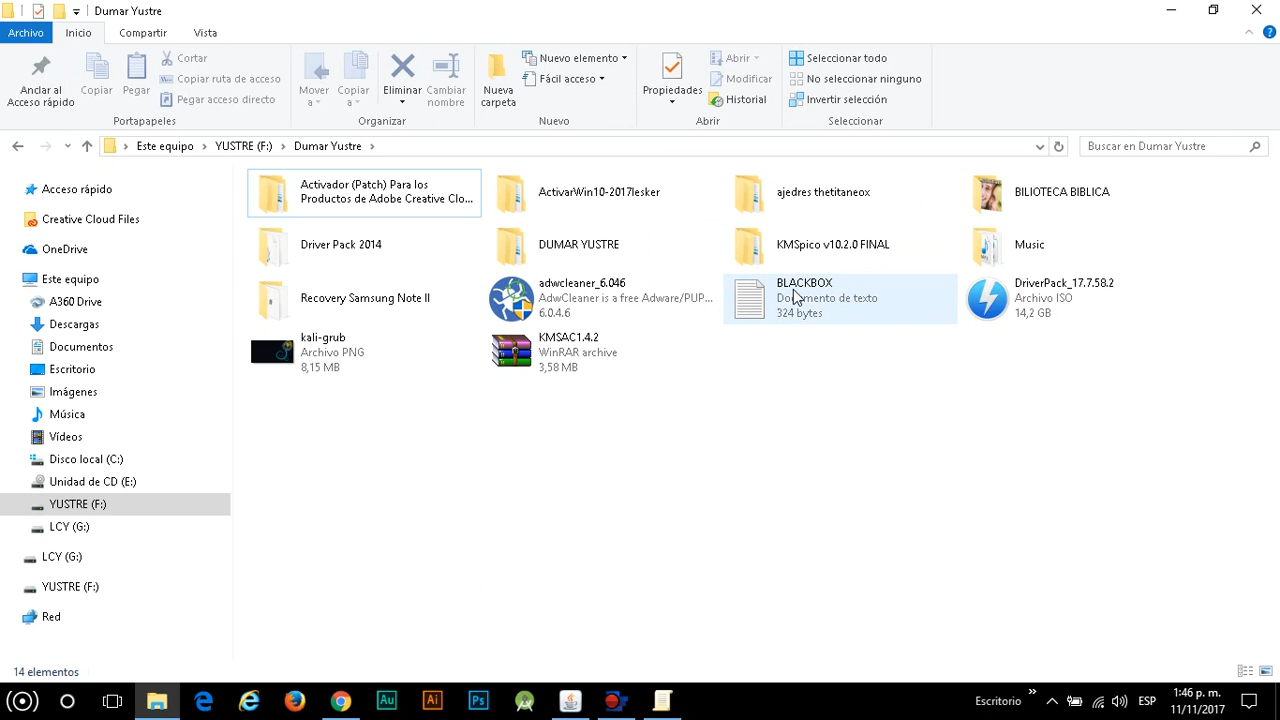 Dumar Yustre
Archivo Inicio Compartir Vista
Anclar al
Acceso rápido
Copiar
Pegar
Cortar
Copiar ruta de acceso
Pegar acceso directo
Portapapeles
Mover
a
Copiar
a
Eliminar
Cambiar
nombre
Organizar
Nueva
carpeta
Nuevo elemento
Fácil acceso
Nuevo
Propiedades
Abrir
Modificar
Historial
Abrir
Seleccionar todo
No seleccionar ninguno
Invertir selección
Seleccionar
Este equipo YUSTRE (F:) Dumar Yustre
Buscar en Dumar Yustre
Acceso rápido
Creative Cloud Files
OneDrive
Este equipo
A360 Drive
Descargas
Documentos
Escritorio
Imágenes
Música
Vídeos
Disco local (C:)
Unidad de CD (E:)
YUSTRE (F:)
LCY (G:)
LCY (G:)
YUSTRE (F:)
Red
Activador (Patch) Para los
Productos de Adobe Creative Clo...
ActivarWin10-2017lesker
ajedres thetitaneox
BILIOTECA BIBLICA
Driver Pack 2014
DUMAR YUSTRE
KMSpico v10.2.0 FINAL
Music
Recovery Samsung Note II
adwcleaner_6.046
AdwCleaner is a free Adware/PUP...
6.0.4.6
BLACKBOX
Documento de texto
324 bytes
DriverPack_17.7.58.2
Archivo ISO
14,2 GB
kali-grub
Archivo PNG
8,15 MB
KMSAC1.4.2
WinRAR archive
3,58 MB
14 elementos
Au Ai Ps
Escritorio
ESP
1:46 p. m.
11/11/2017